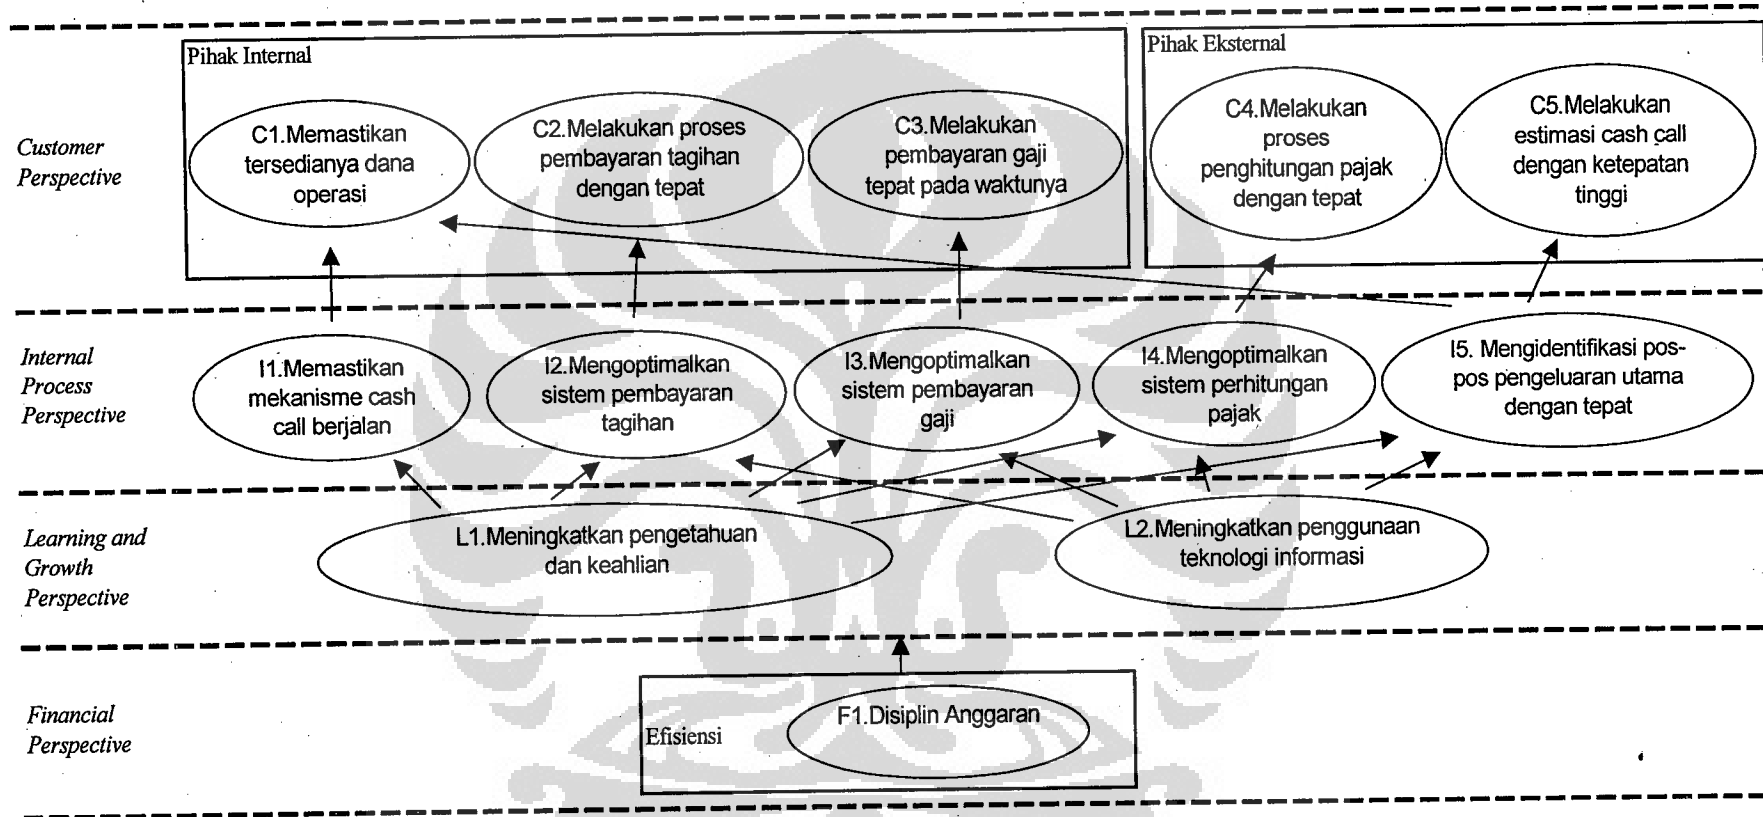 Pihak Internal
Pihak Eksternal
Customer
Perspective
C1.Memastikan
tersedianya dana
operasi
C2.Melakukan proses
pembayaran tagihan
dengan tepat
C3.Melakukan
pembayaran gaji
tepat pada waktunya
C4.Melakukan
proses
penghitungan pajak
dengan tepat
C5.Melakukan
estimasi cash call
dengan ketepatan
tinggi
Internal
Process
Perspective
I1.Memastikan
mekanisme cash
call berjalan
I2.Mengoptimalkan
sistem pembayaran
tagihan
I3.Mengoptimalkan
sistem pembayaran
gaji
I4.Mengoptimalkan
sistem perhitungan
pajak
I5. Mengidentifikasi pos-
pos pengeluaran utama
dengan tepat
Learning and
Growth
Perspective
L1.Meningkatkan pengetahuan
dan keahlian
L2.Meningkatkan penggunaan
teknologi informasi
Financial
Perspective
Efisiensi
F1.Disiplin Anggaran